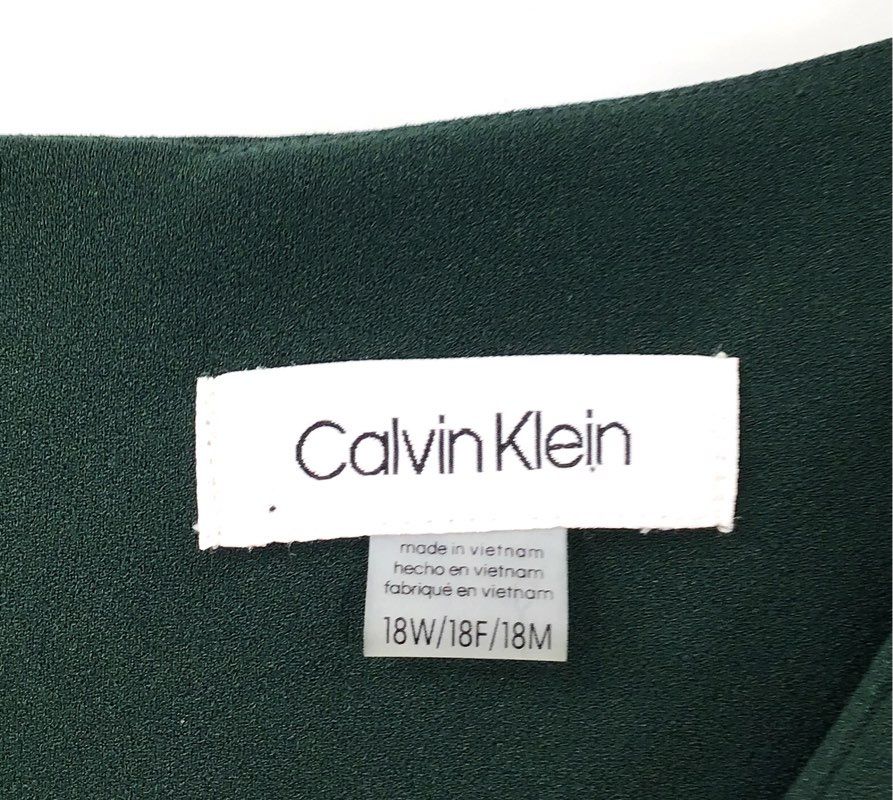 Calvin Klein
made in vietnam
hecho en vietnam
fabriqué en vietnam
18W/18F/18M